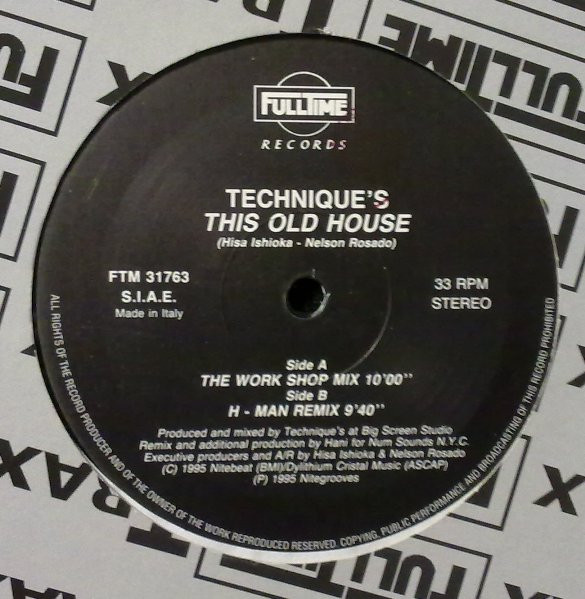 FULLTIME
RECORDS
TECHNIQUE'S
THIS OLD HOUSE
(Hisa Ishioka - Nelson Rosado)
FTM 31763
S.I.A.E.
Made in Italy
33 RPM
STEREO
Side A
THE WORK SHOP MIX 10'00''
Side B
H - MAN REMIX 9'40''
Produced and mixed by Technique's at Big Screen Studio
Remix and additional production by Hani for Num Sounds N.Y.C.
Executive producers and A/R by Hisa Ishioka & Nelson Rosado
(C) 1995 Nitebeat (BMI)/Dylithium Cristal Music (ASCAP)
(P) 1995 Nitegrooves
ALL RIGHTS OF THE RECORD PRODUCER AND OF THE OWNER OF THE WORK REPRODUCED RESERVED. COPYING, PUBLIC PERFORMANCE AND BROADCASTING OF THIS RECORD PROHIBITED
FULLTIME
TRAX